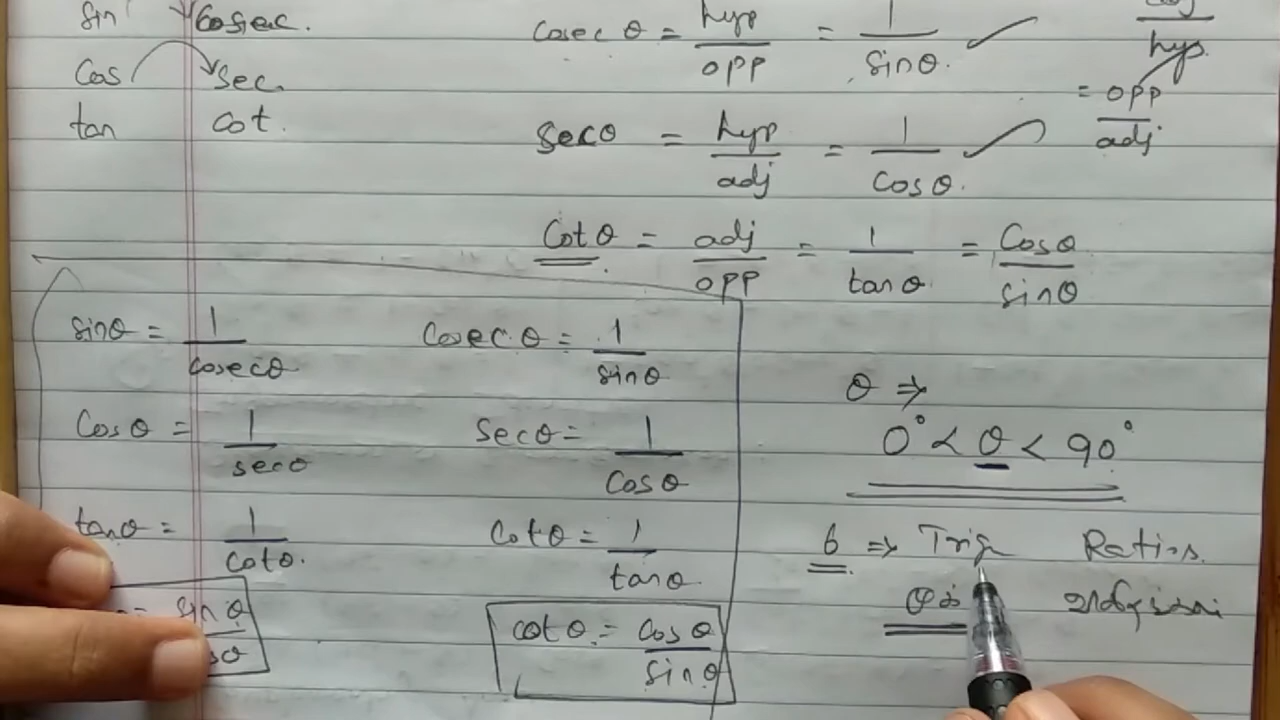 sin cosec.
cos sec.
tan cot.
cosec θ = hyp/opp = 1/sinθ.
hyp.
= opp/adj
secθ = hyp/adj = 1/cosθ.
Cotθ. = adj/opp = 1/tanθ. = Cosθ/sinθ
sinθ = 1/cosecθ cosec.θ = 1/sinθ
cosθ = 1/secθ secθ = 1/cosθ
tanθ = 1/cotθ. cotθ = 1/tanθ.
sinθ
cotθ = cosθ/sinθ
θ ⇒
0° < θ < 90°
6 ⇒ Trig Ratios.